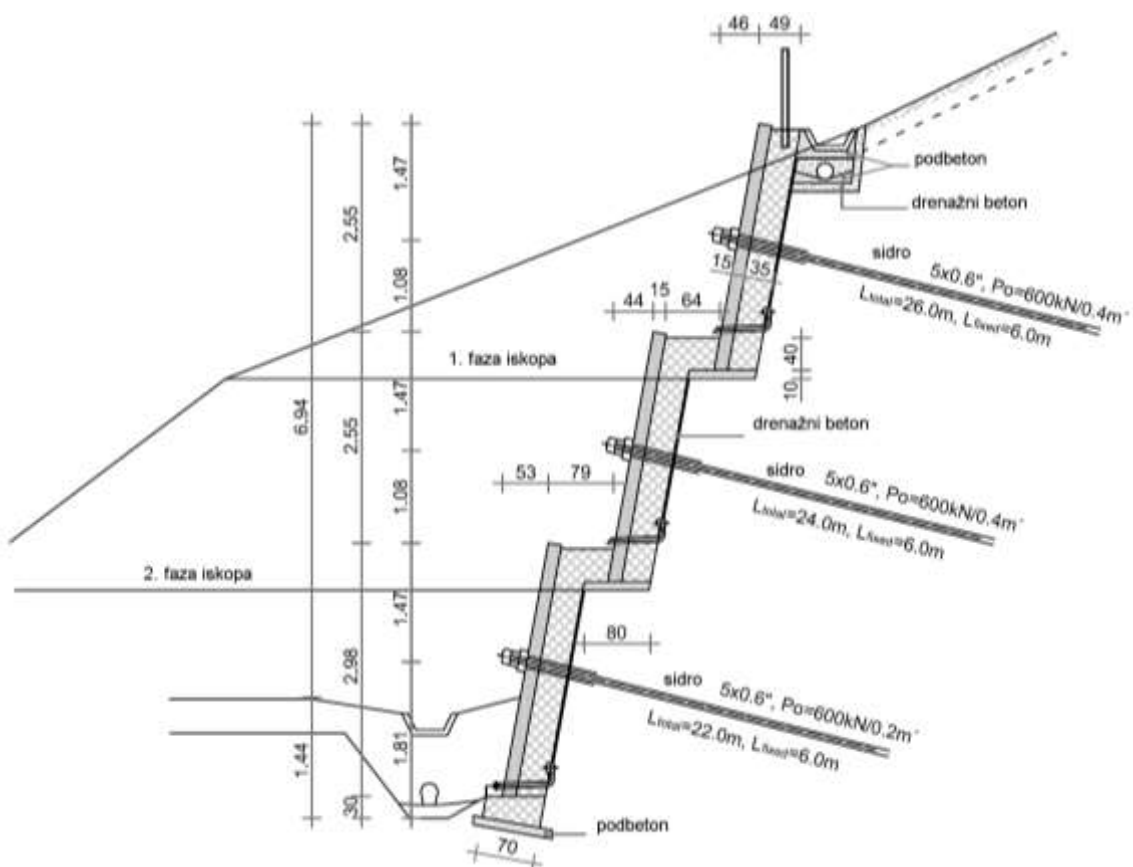 46 49
podbeton
drenažni beton
sidro 5x0.6", Po=600kN/0.4m´
Ltotal=26.0m, Lfixed=6.0m
15 35
44 15 64
1. faza iskopa
40
10
drenažni beton
sidro 5x0.6", Po=600kN/0.4m´
Ltotal=24.0m, Lfixed=6.0m
53 79
2. faza iskopa
80
sidro 5x0.6", Po=600kN/0.2m´
Ltotal=22.0m, Lfixed=6.0m
podbeton
70
6.94
1.44
2.55
2.55
2.98
30
1.47
1.08
1.47
1.08
1.47
1.81